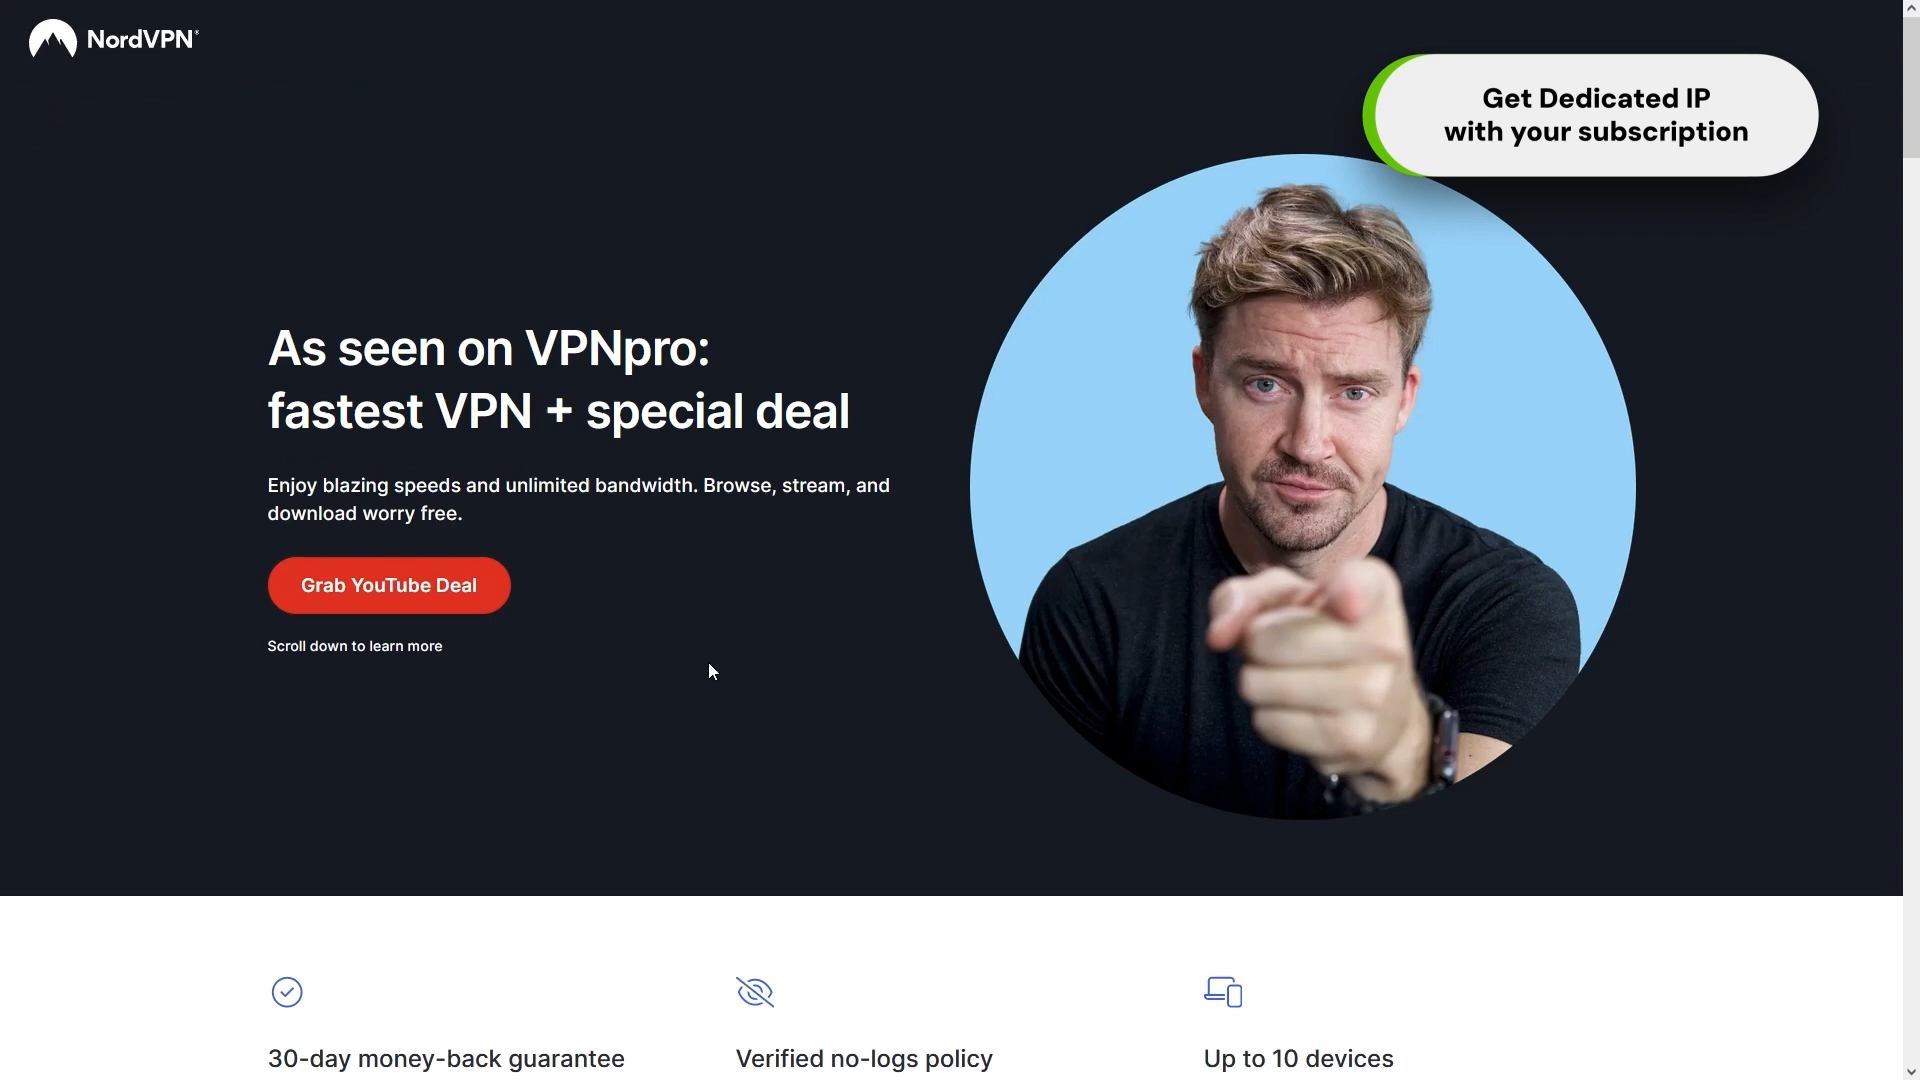 NordVPN®
Get Dedicated IP
with your subscription
As seen on VPNpro:
fastest VPN + special deal
Enjoy blazing speeds and unlimited bandwidth. Browse, stream, and
download worry free.
Grab YouTube Deal
Scroll down to learn more
30-day money-back guarantee
Verified no-logs policy
Up to 10 devices